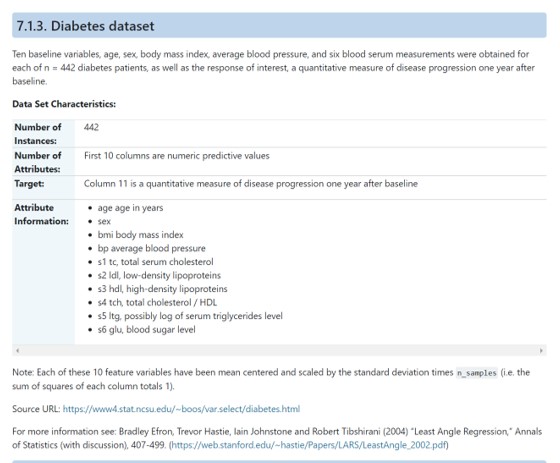 7.1.3. Diabetes dataset
Ten baseline variables, age, sex, body mass index, average blood pressure, and six blood serum measurements were obtained for
each of n = 442 diabetes patients, as well as the response of interest, a quantitative measure of disease progression one year after
baseline.
Data Set Characteristics:
Number of Instances: 442
Number of Attributes: First 10 columns are numeric predictive values
Target: Column 11 is a quantitative measure of disease progression one year after baseline
Attribute Information:
• age age in years
• sex
• bmi body mass index
• bp average blood pressure
• s1 tc, total serum cholesterol
• s2 ldl, low-density lipoproteins
• s3 hdl, high-density lipoproteins
• s4 tch, total cholesterol / HDL
• s5 ltg, possibly log of serum triglycerides level
• s6 glu, blood sugar level
Note: Each of these 10 feature variables have been mean centered and scaled by the standard deviation times n_samples (i.e. the
sum of squares of each column totals 1).
Source URL: https://www4.stat.ncsu.edu/~boos/var.select/diabetes.html
For more information see: Bradley Efron, Trevor Hastie, Iain Johnstone and Robert Tibshirani (2004) "Least Angle Regression," Annals
of Statistics (with discussion), 407-499. (https://web.stanford.edu/~hastie/Papers/LARS/LeastAngle_2002.pdf)